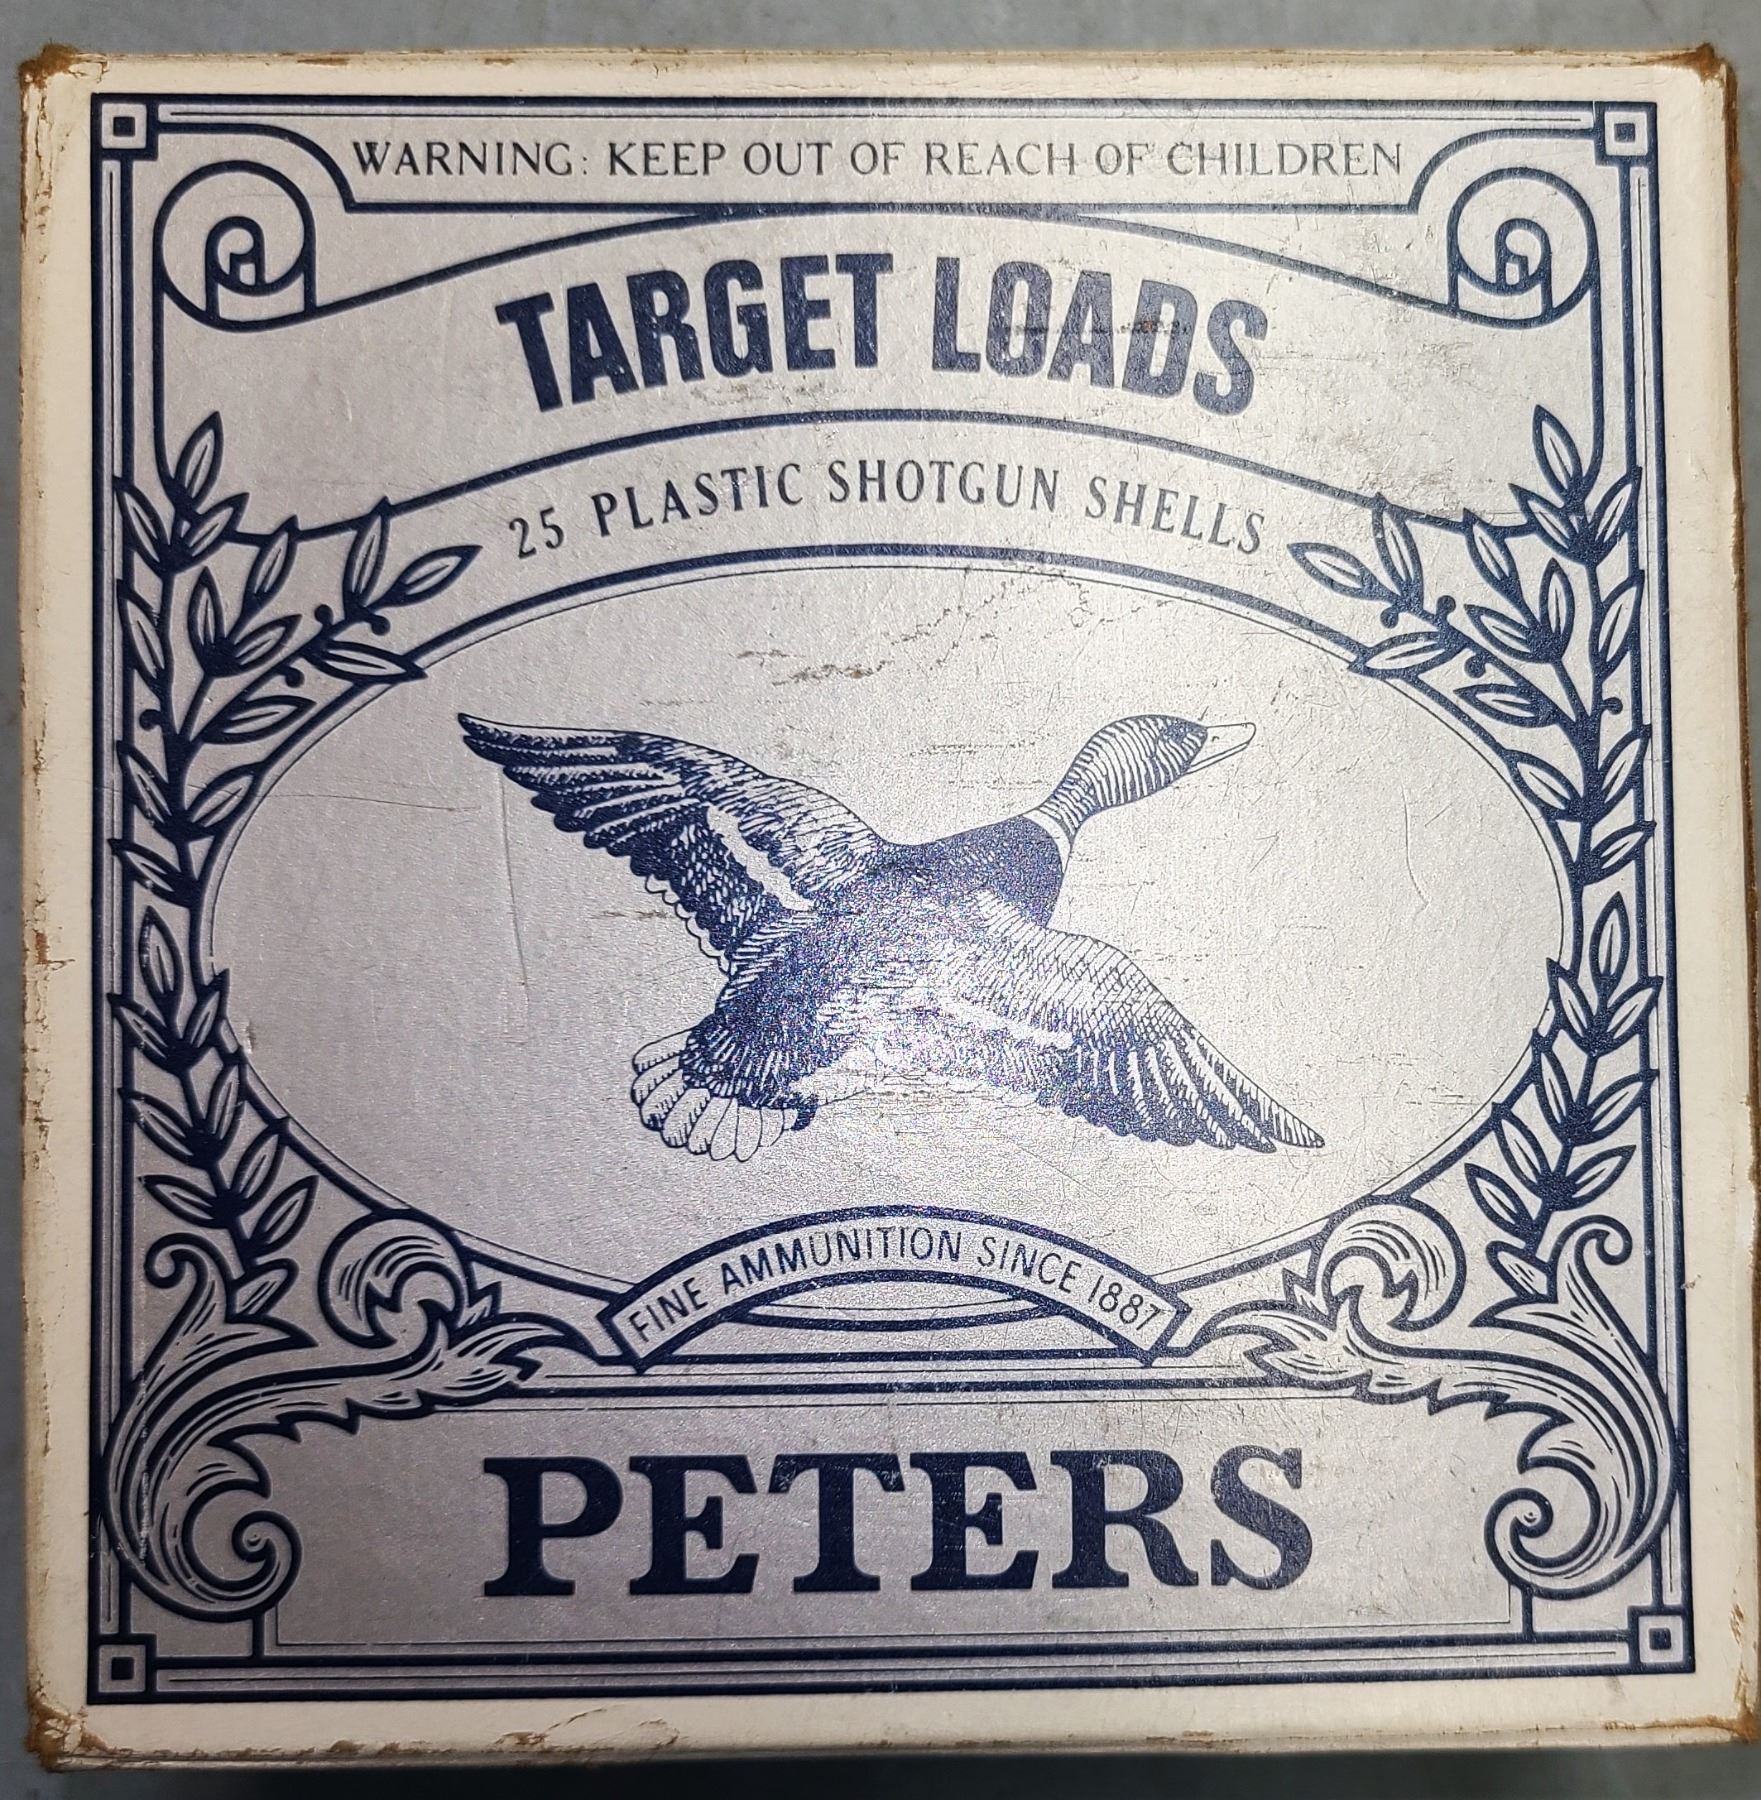 WARNING: KEEP OUT OF REACH OF CHILDREN
TARGET LOADS
25 PLASTIC SHOTGUN SHELLS
FINE AMMUNITION SINCE 1887
PETERS